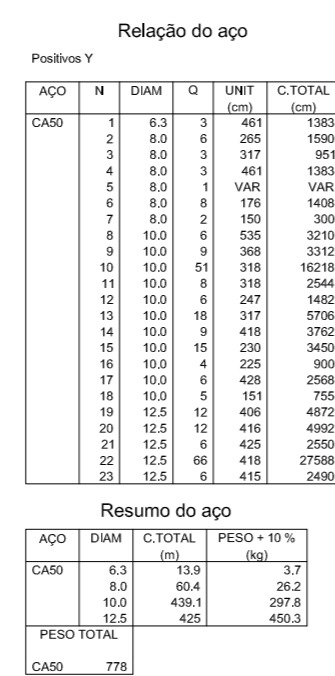 Relação do aço
Positivos Y
AÇO N DIAM Q UNIT C.TOTAL
(cm) (cm)
CA50 1 6.3 3 461 1383
2 8.0 6 265 1590
3 8.0 3 317 951
4 8.0 3 461 1383
5 8.0 1 VAR VAR
6 8.0 8 176 1408
7 8.0 2 150 300
8 10.0 6 535 3210
9 10.0 9 368 3312
10 10.0 51 318 16218
11 10.0 8 318 2544
12 10.0 6 247 1482
13 10.0 18 317 5706
14 10.0 9 418 3762
15 10.0 15 230 3450
16 10.0 4 225 900
17 10.0 6 428 2568
18 10.0 5 151 755
19 12.5 12 406 4872
20 12.5 12 416 4992
21 12.5 6 425 2550
22 12.5 66 418 27588
23 12.5 6 415 2490
Resumo do aço
AÇO DIAM C.TOTAL PESO + 10 %
(m) (kg)
CA50 6.3 13.9 3.7
8.0 60.4 26.2
10.0 439.1 297.8
12.5 425 450.3
PESO TOTAL
CA50 778